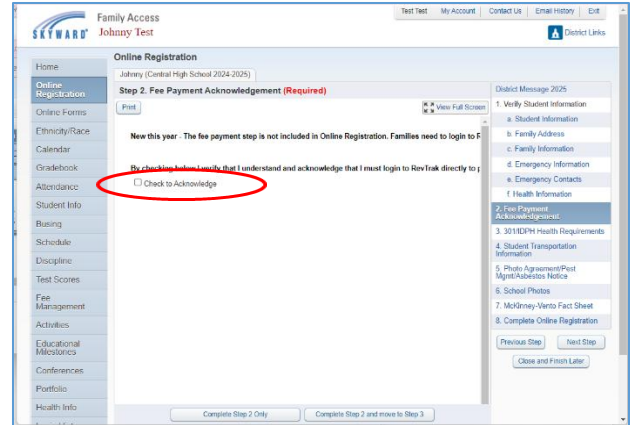 Family Access
Test Test My Account Contact Us Email History Exit
SKYWARD®
Johnny Test
District Links
Home
Online Registration
Online Forms
Ethnicity/Race
Calendar
Gradebook
Attendance
Student Info
Busing
Schedule
Discipline
Test Scores
Fee Management
Activities
Educational Milestones
Conferences
Portfolio
Health Info
Online Registration
Johnny (Central High School 2024-2025)
Step 2. Fee Payment Acknowledgement (Required)
Print
View Full Screen
New this year - The fee payment step is not included in Online Registration. Families need to login to R
By checking below I verify that I understand and acknowledge that I must login to RevTrak directly to p
Check to Acknowledge
Complete Step 2 Only
Complete Step 2 and move to Step 3
District Message 2025
1. Verify Student Information
a. Student Information
b. Family Address
c. Family Information
d. Emergency Information
e. Emergency Contacts
f. Health Information
2. Fee Payment
Acknowledgement
3. 301/IDPH Health Requirements
4. Student Transportation
Information
5. Photo Agreement/Pest
Mgmt/Asbestos Notice
6. School Photos
7. McKinney-Vento Fact Sheet
8. Complete Online Registration
Previous Step
Next Step
Close and Finish Later